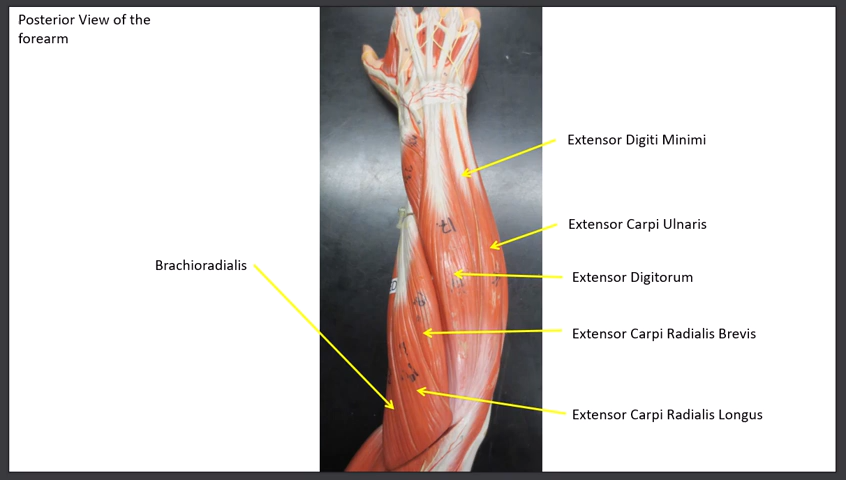 Posterior View of the
forearm
Extensor Digiti Minimi
Extensor Carpi Ulnaris
Brachioradialis
Extensor Digitorum
Extensor Carpi Radialis Brevis
Extensor Carpi Radialis Longus
17